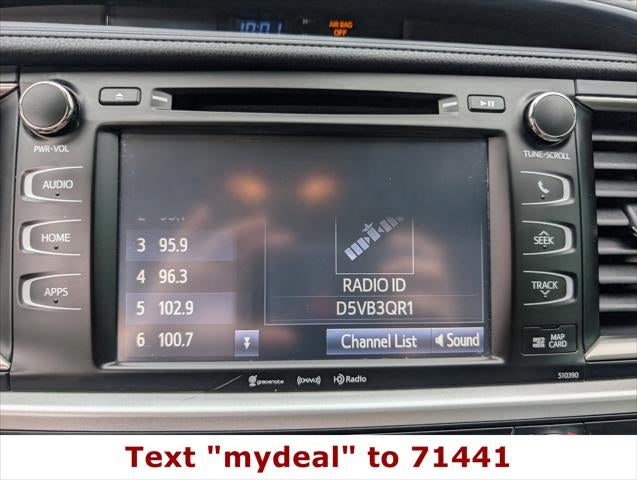 10:01
AIR BAG
OFF
PWR•VOL
TUNE•SCROLL
AUDIO
HOME
APPS
SEEK
TRACK
MAP
CARD
3 95.9
4 96.3
5 102.9
6 100.7
RADIO ID
D5VB3QR1
Channel List
Sound
gracenote
((XM))
HD Radio
510390
Text "mydeal" to 71441